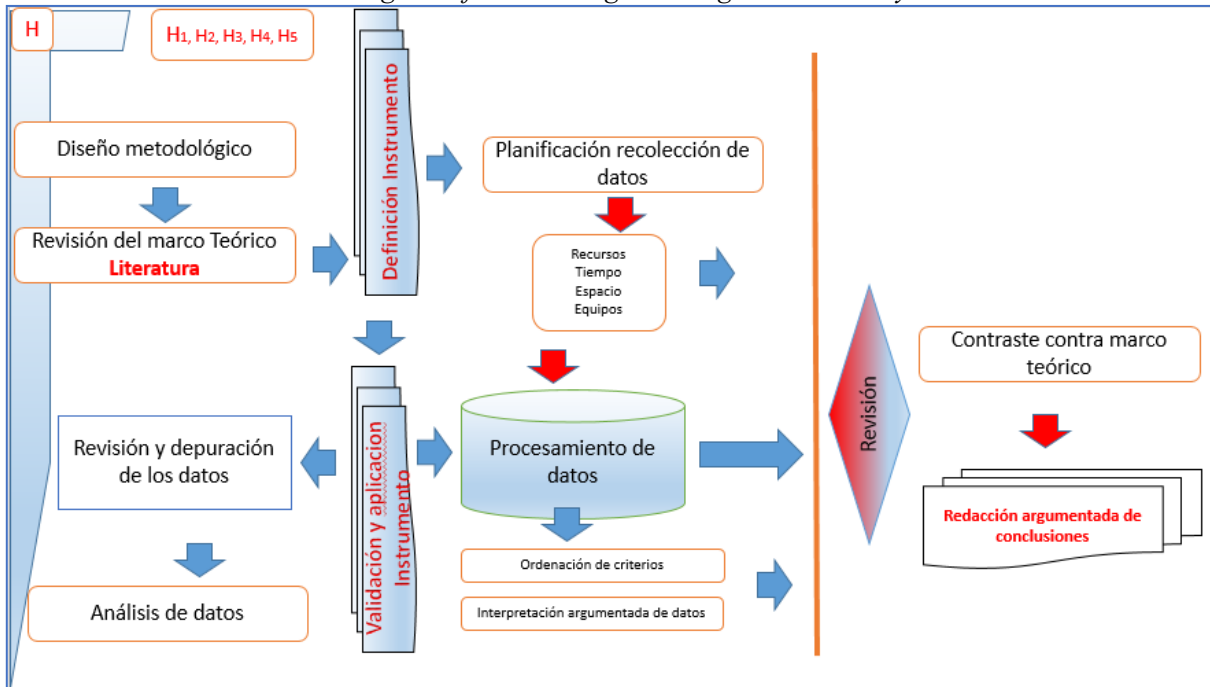 H
H1, H2, H3, H4, H5
Diseño metodológico
Revisión del marco Teórico
Literatura
Definición Instrumento
Planificación recolección de
datos
Recursos
Tiempo
Espacio
Equipos
Revisión y depuración
de los datos
Análisis de datos
Validación y aplicacion
Instrumento
Procesamiento de
datos
Ordenación de criterios
Interpretación argumentada de datos
Revisión
Contraste contra marco
teórico
Redacción argumentada de
conclusiones